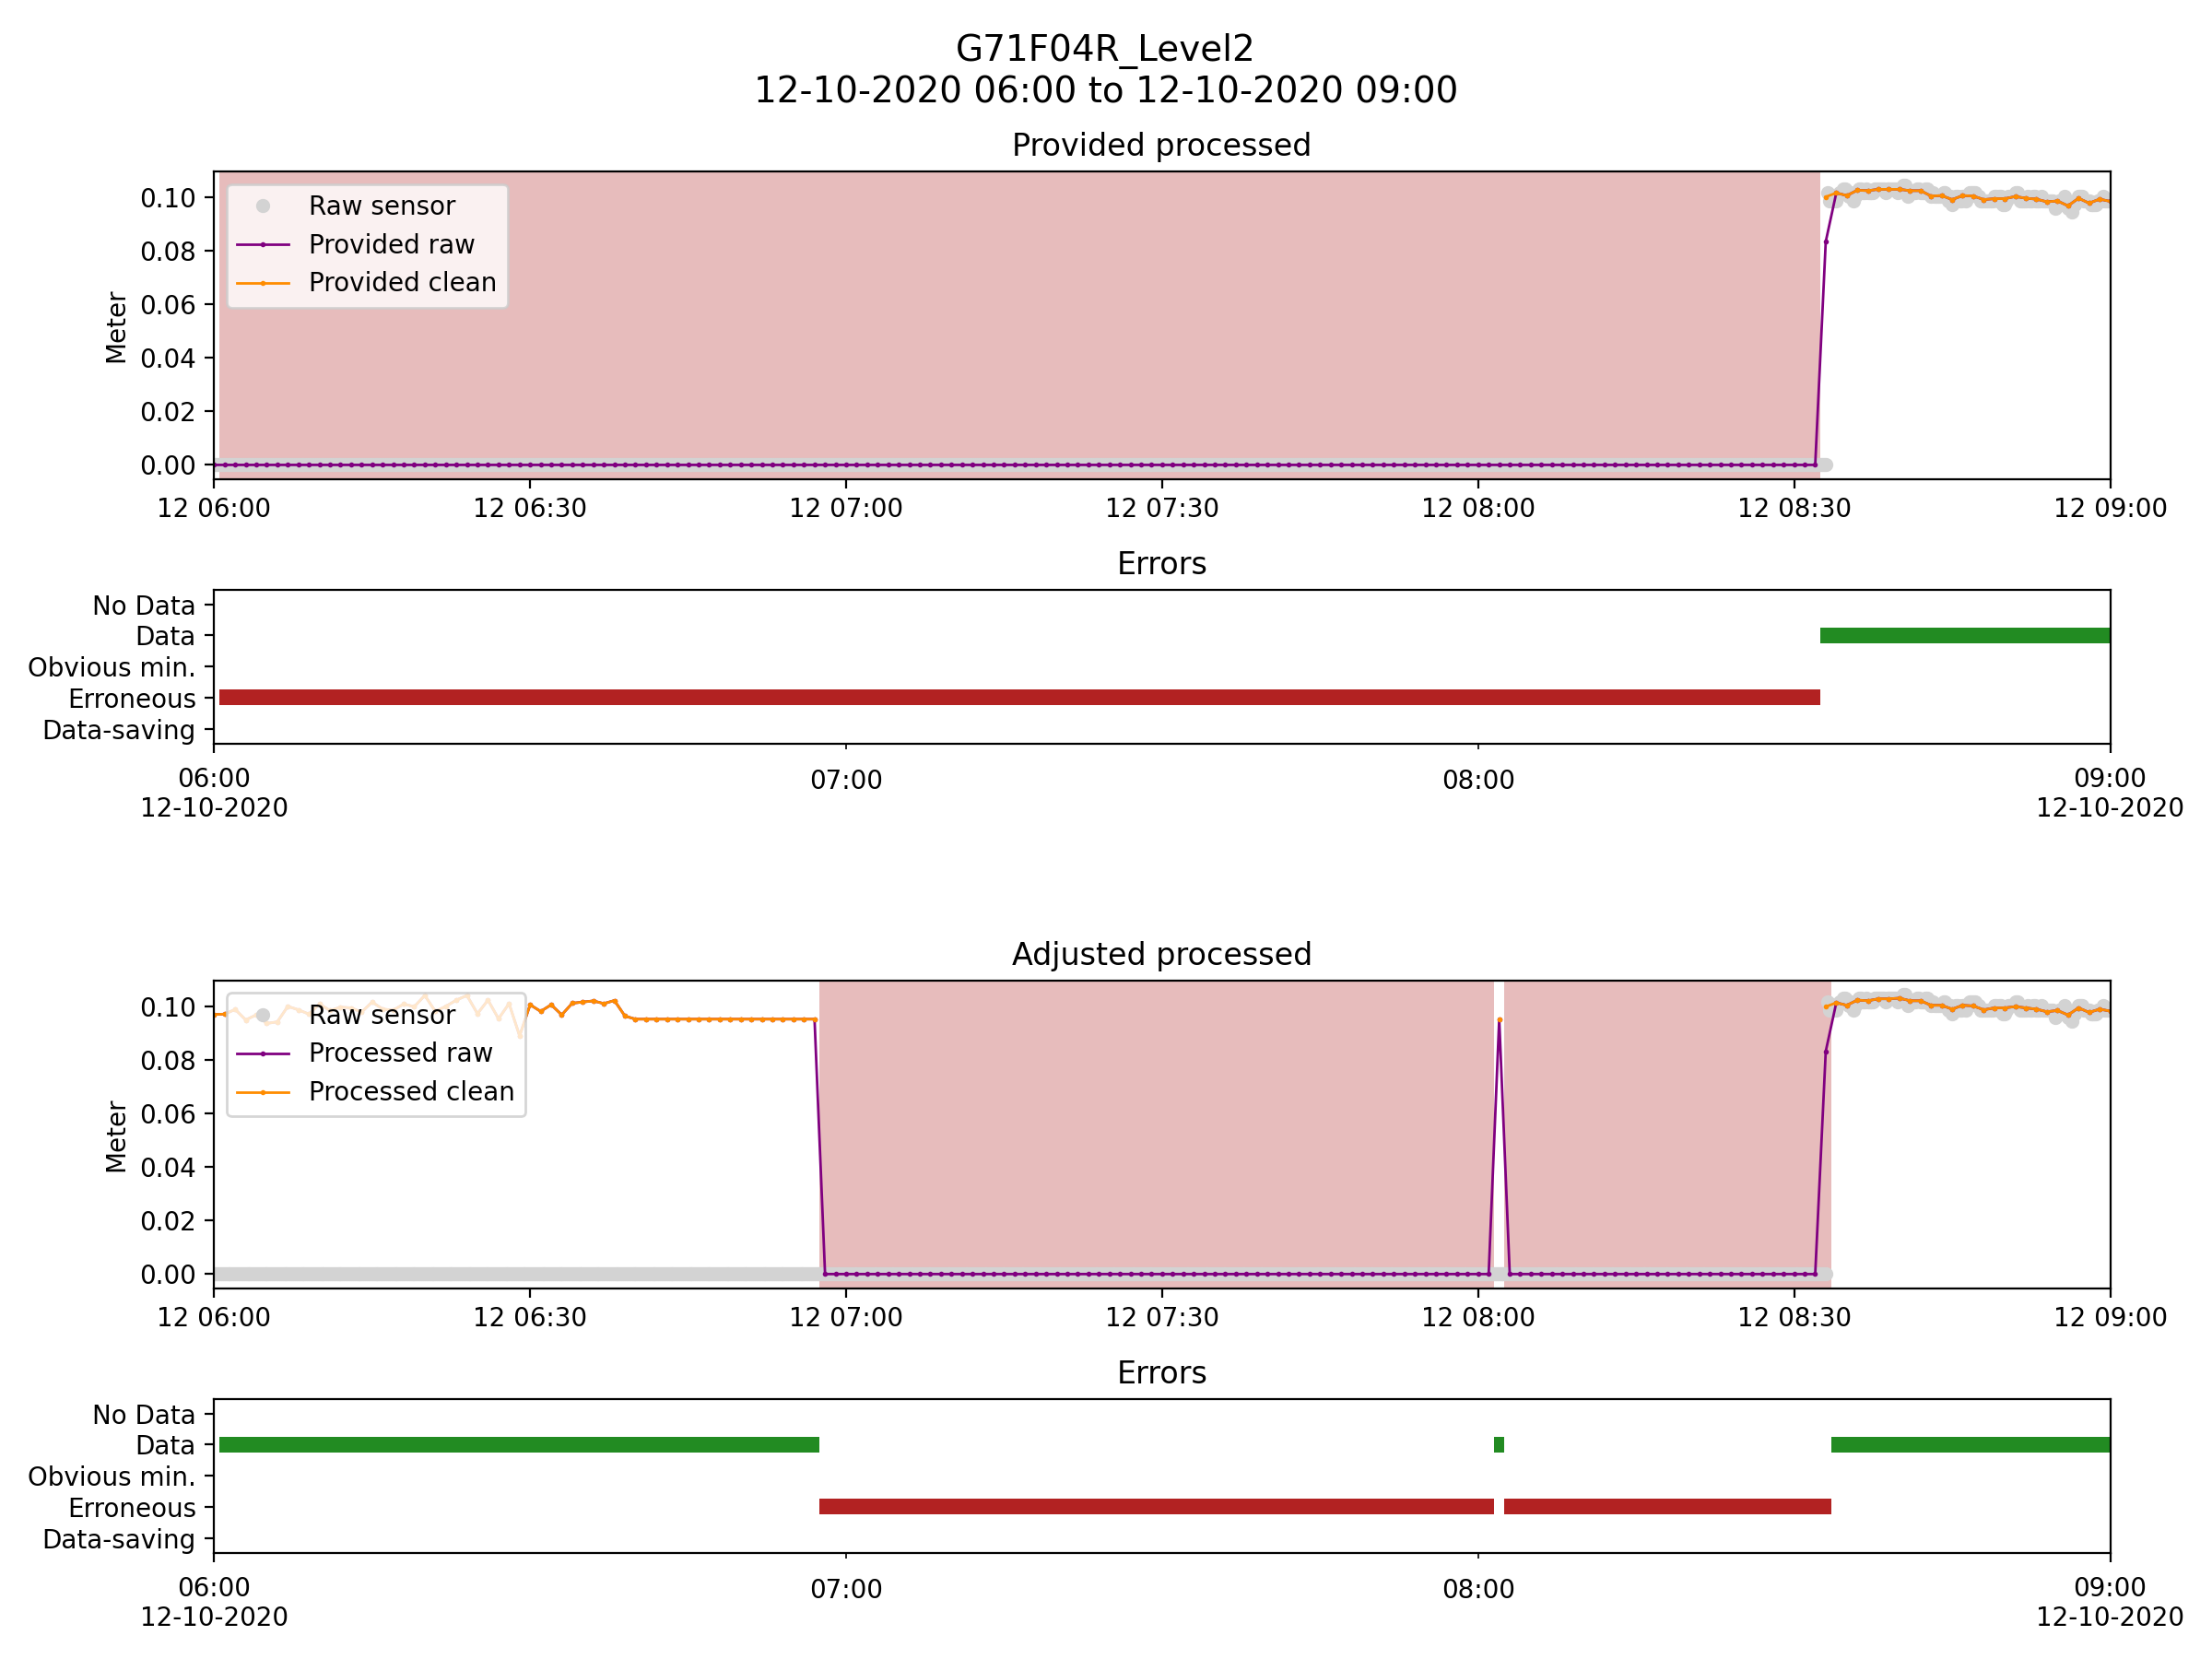 G71F04R_Level2
12-10-2020 06:00 to 12-10-2020 09:00
Provided processed
Meter
0.10
0.08
0.06
0.04
0.02
0.00
Raw sensor
Provided raw
Provided clean
12 06:00 12 06:30 12 07:00 12 07:30 12 08:00 12 08:30 12 09:00
Errors
No Data
Data
Obvious min.
Erroneous
Data-saving
06:00 07:00 08:00 09:00
12-10-2020 12-10-2020
Adjusted processed
Meter
0.10
0.08
0.06
0.04
0.02
0.00
Raw sensor
Processed raw
Processed clean
12 06:00 12 06:30 12 07:00 12 07:30 12 08:00 12 08:30 12 09:00
Errors
No Data
Data
Obvious min.
Erroneous
Data-saving
06:00 07:00 08:00 09:00
12-10-2020 12-10-2020